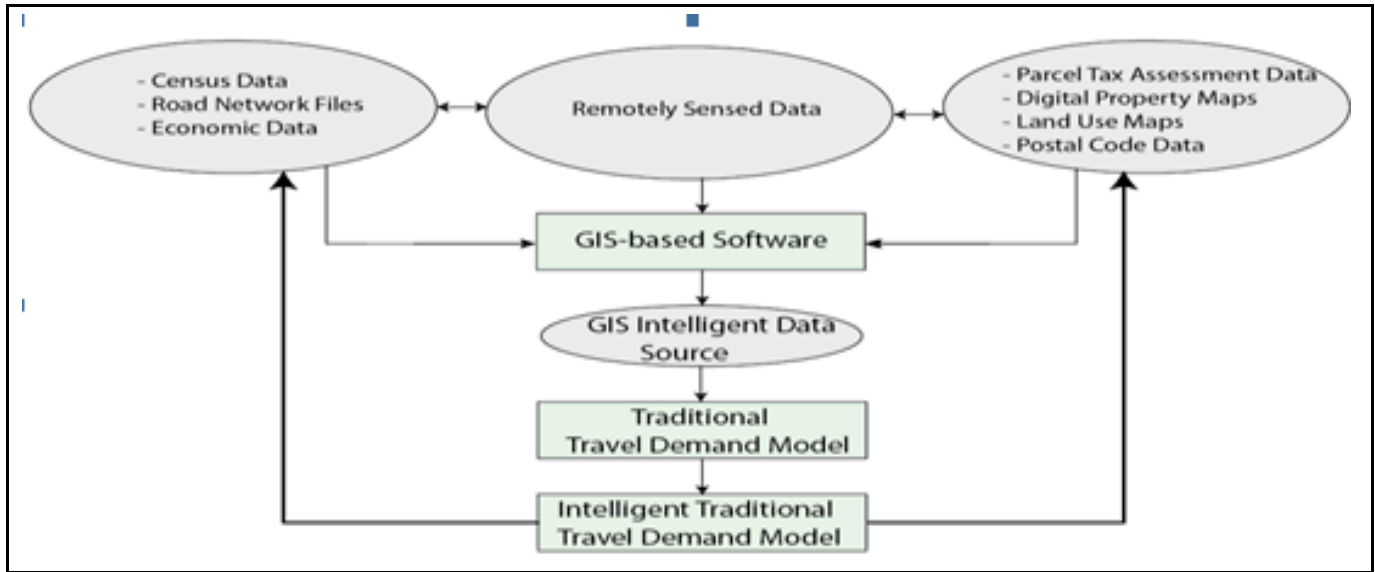 - Census Data
- Road Network Files
- Economic Data
Remotely Sensed Data
- Parcel Tax Assessment Data
- Digital Property Maps
- Land Use Maps
- Postal Code Data
GIS-based Software
GIS Intelligent Data
Source
Traditional
Travel Demand Model
Intelligent Traditional
Travel Demand Model